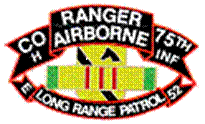 RANGER
CO AIRBORNE 75TH
H INF
E LONG RANGE PATROL 52